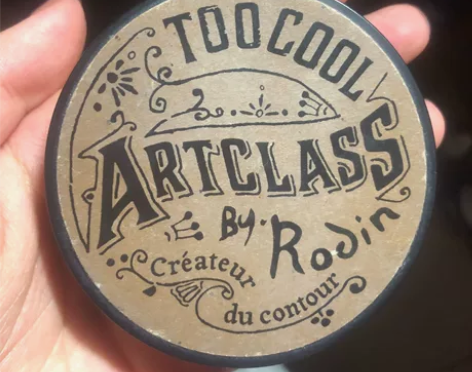 TOO COOL
ARTCLASS
By. Rodin
Créateur
du contour